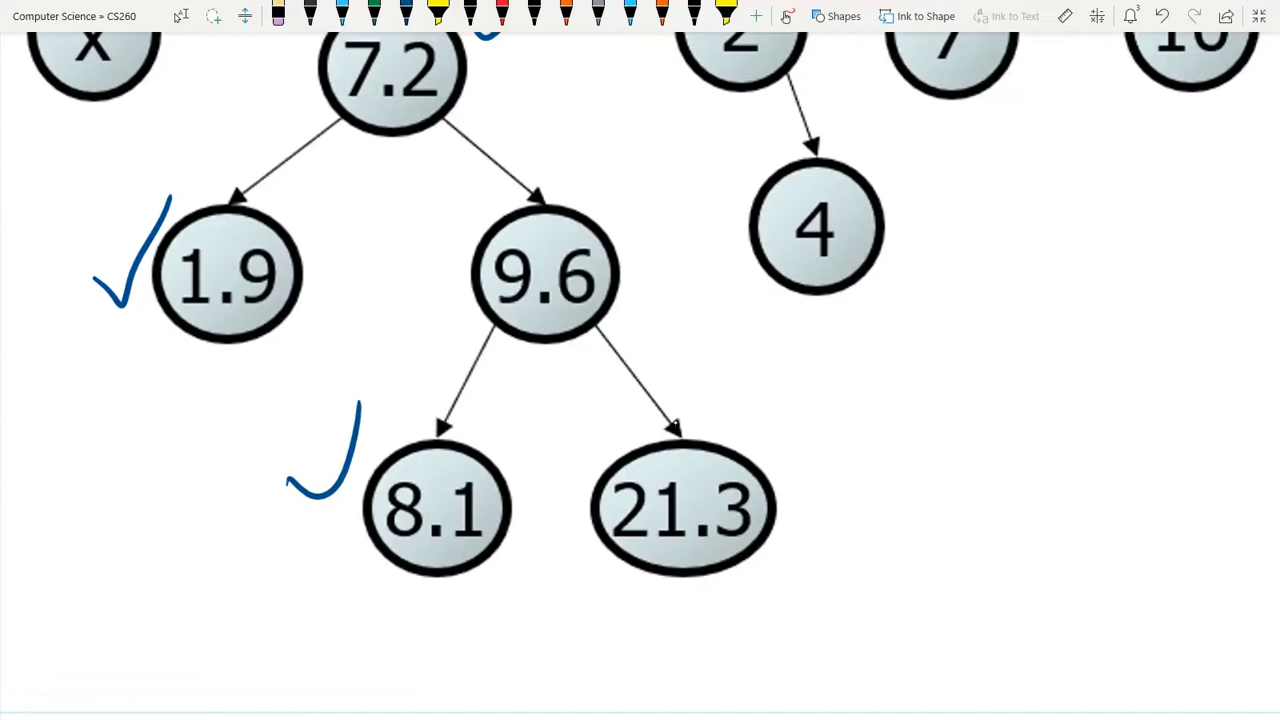 Computer Science » CS260
Shapes
Ink to Shape
Ink to Text
3
x
7.2
2
7
10
1.9
9.6
4
8.1
21.3